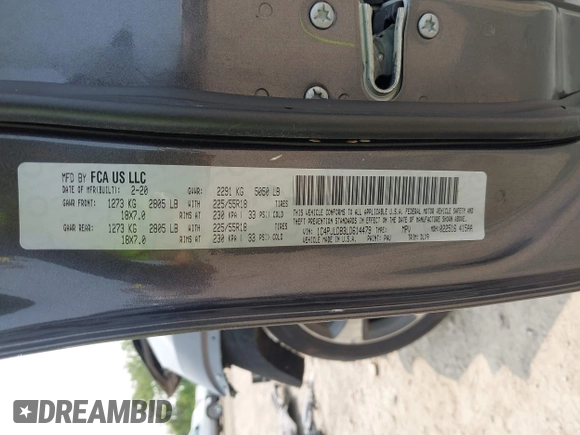 MFD BY FCA US LLC
DATE OF MFR(BUILT): 2-20 GVWR: 2291 KG 5050 LB
GAWR FRONT: 1273 KG 2805 LB WITH 225/55R18 TIRES
18X7.0 RIMS AT 230 KPA ( 33 PSI) COLD
GAWR REAR: 1273 KG 2805 LB WITH 225/55R18 TIRES
18X7.0 RIMS AT 230 KPA ( 33 PSI) COLD
THIS VEHICLE CONFORMS TO ALL APPLICABLE U.S.A. FEDERAL MOTOR VEHICLE SAFETY AND
THEFT PREVENTION STANDARDS IN EFFECT ON THE DATE OF MANUFACTURE SHOWN ABOVE.
VIN: TYPE: MPV
MADE IN U.S.A. PAINT: PAU TRIM:
DREAMBID